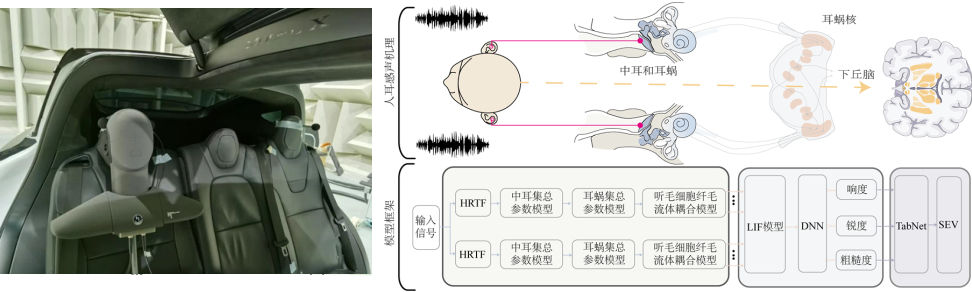 人耳感声机理
中耳和耳蜗
耳蜗核
下丘脑
模型框架
输入
信号
HRTF
中耳集总
参数模型
耳蜗集总
参数模型
听毛细胞纤毛
流体耦合模型
HRTF
中耳集总
参数模型
耳蜗集总
参数模型
听毛细胞纤毛
流体耦合模型
LIF模型
DNN
响度
锐度
粗糙度
TabNet
SEV